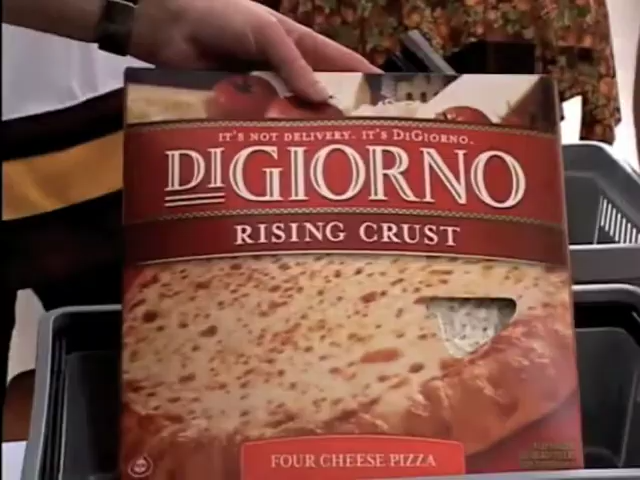 IT'S NOT DELIVERY. IT'S DIGIORNO.
DIGIORNO
RISING CRUST
FOUR CHEESE PIZZA